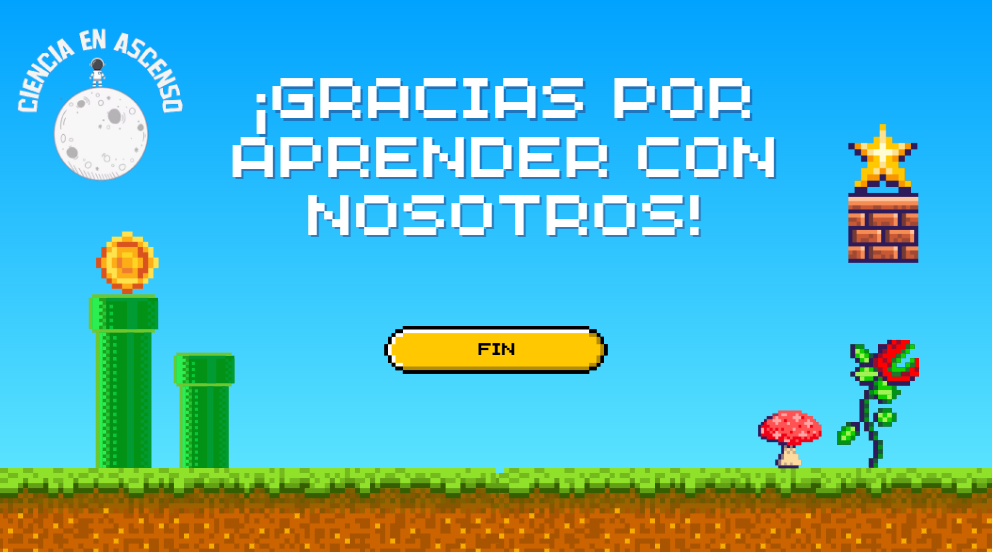 CIENCIA EN ASCENSO
¡GRACIAS POR
APRENDER CON
NOSOTROS!
FIN